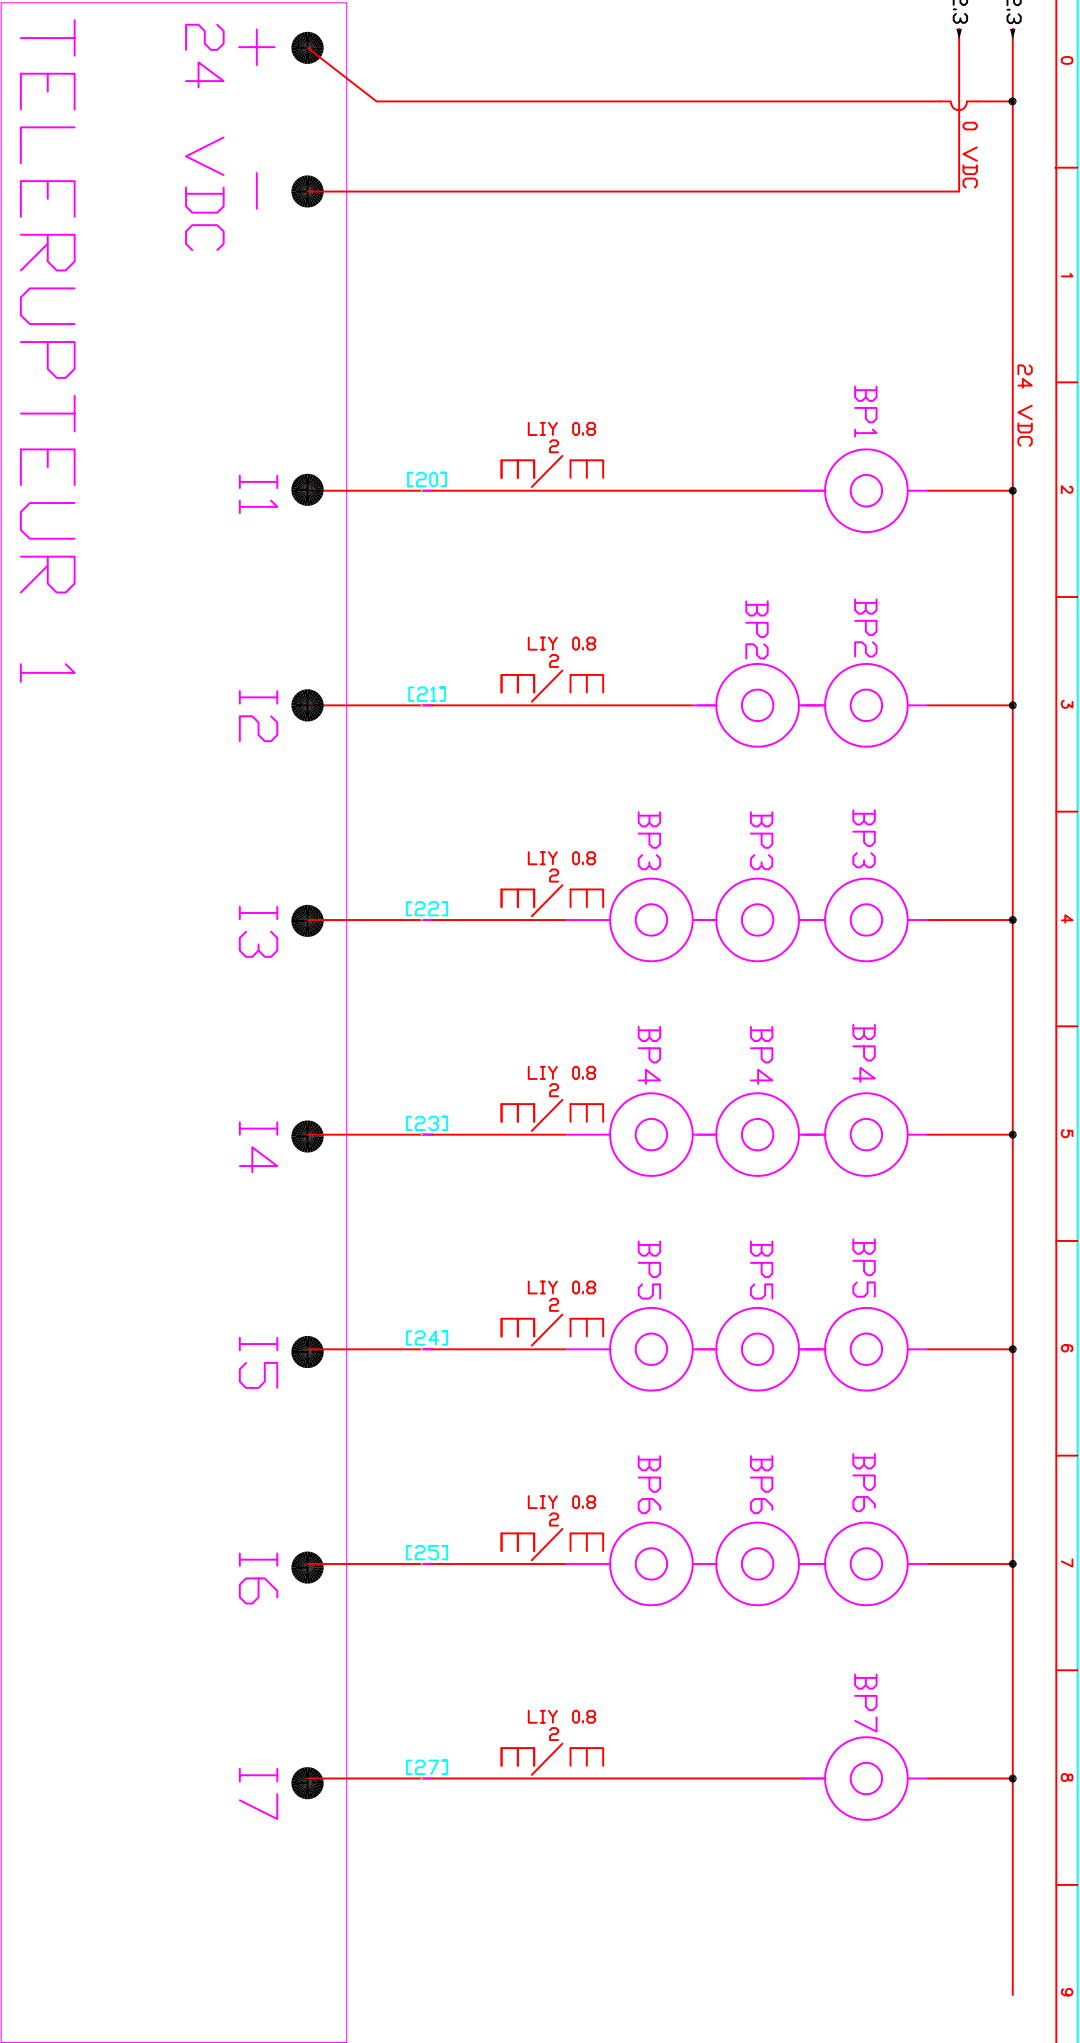 0 1 2 3 4 5 6 7 8 9
2.3
24 VDC
2.3
0 VDC
BP1 BP2 BP3 BP4 BP5 BP6 BP7
BP2 BP3 BP4 BP5 BP6
BP3 BP4 BP5 BP6
LIY 0.8 LIY 0.8 LIY 0.8 LIY 0.8 LIY 0.8 LIY 0.8 LIY 0.8
2 2 2 2 2 2 2
[20] [21] [22] [23] [24] [25] [27]
+ - I1 I2 I3 I4 I5 I6 I7
24 VDC
TELERUPTEUR 1